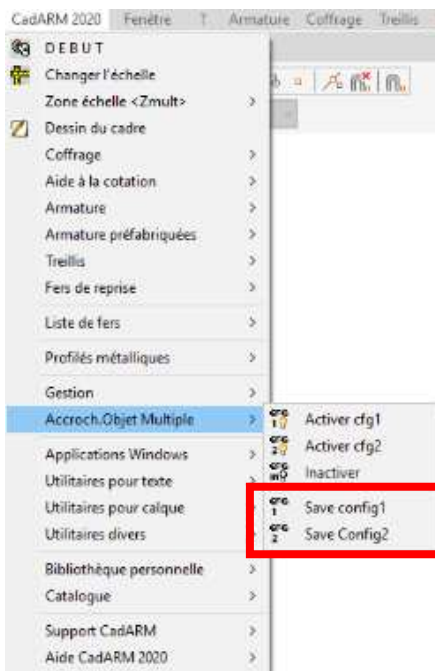 CadARM 2020 Fenêtre T Armature Coffrage Treillis
DEBUT
Changer l'échelle
Zone échelle <Zmult>
Dessin du cadre
Coffrage
Aide à la cotation
Armature
Armature préfabriquées
Treillis
Fers de reprise
Liste de fers
Profilés métalliques
Gestion
Accroch.Objet Multiple
Activer cfg1
Applications Windows
Activer cfg2
Utilitaires pour texte
Inactiver
Utilitaires pour calque
Save config1
Utilitaires divers
Save Config2
Bibliothèque personnelle
Catalogue
Support CadARM
Aide CadARM 2020